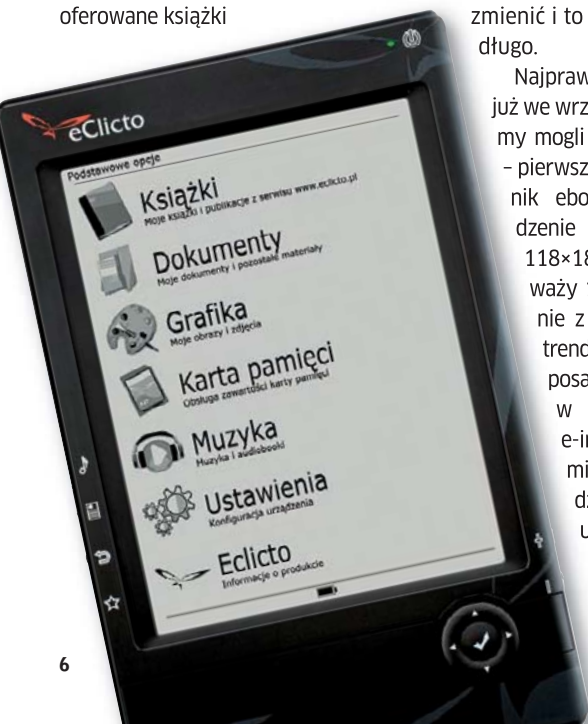 oferowane książki
eClicto
Podstawowe opcje
Książki
Moje książki i publikacje z serwisu www.eclicto.pl
Dokumenty
Moje dokumenty i pozostałe materiały
Grafika
Moje obrazy i zdjęcia
Karta pamięci
Obsługa zawartości karty pamięci
Muzyka
Muzyka i audiobooki
Ustawienia
Konfiguracja urządzenia
Eclicto
Informacje o produkcie
6
zmienić i to
długo.
Najpraw
już we wrz
my mogli
– pierwsz
nik ebo
dzenie
118×18
waży
nie z
trend
posa
w
e-in
mi